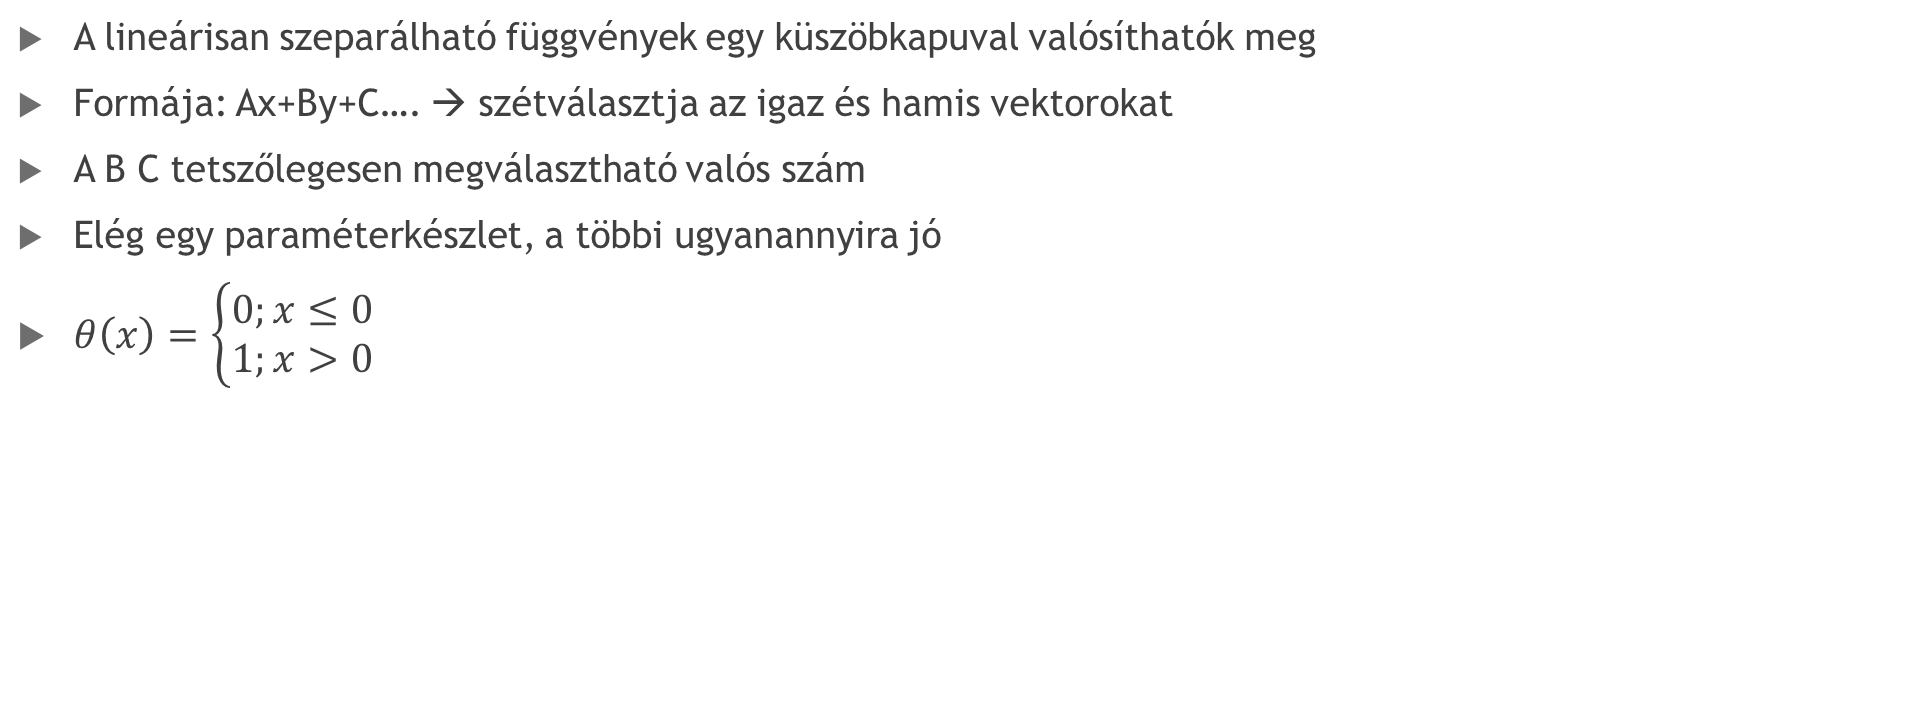 A lineárisan szeparálható függvények egy küszöbkapuval valósíthatók meg
Formája: Ax+By+C…. → szétválasztja az igaz és hamis vektorokat
A B C tetszőlegesen megválasztható valós szám
Elég egy paraméterkészlet, a többi ugyanannyira jó
θ(x) = {0; x ≤ 0
1; x > 0